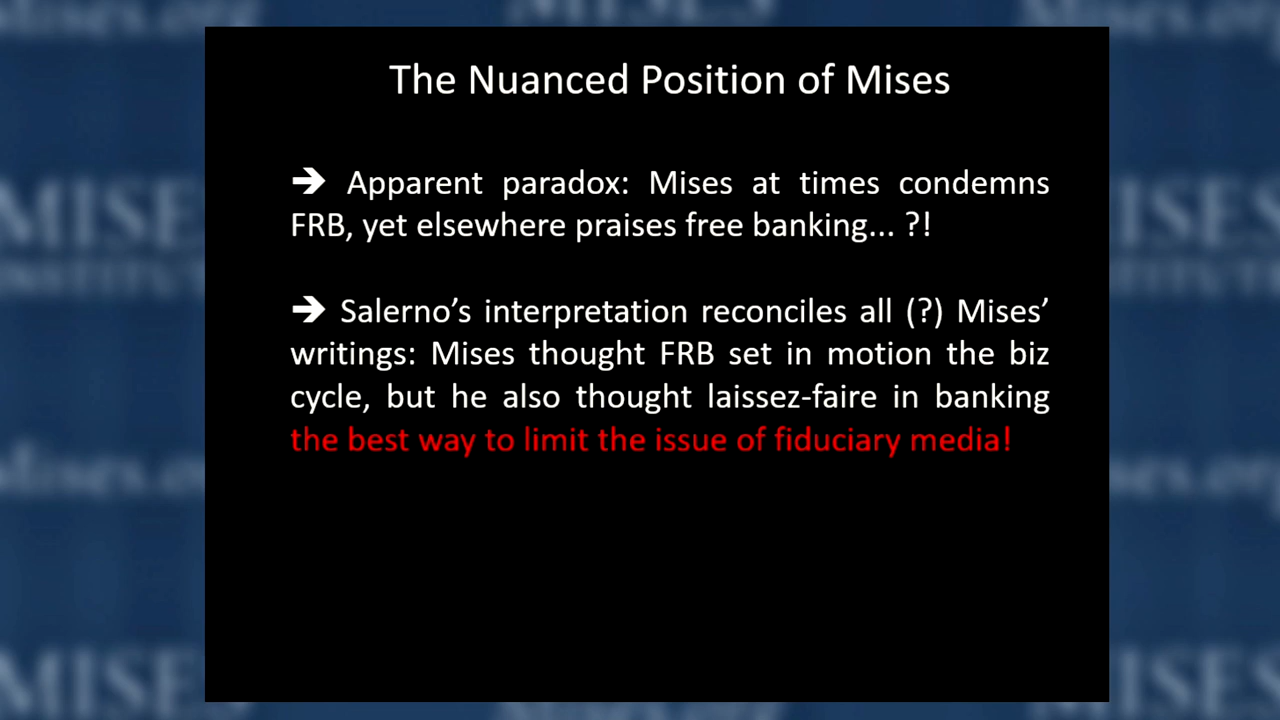 The Nuanced Position of Mises
➔ Apparent paradox: Mises at times condemns
FRB, yet elsewhere praises free banking... ?!
➔ Salerno’s interpretation reconciles all (?) Mises’
writings: Mises thought FRB set in motion the biz
cycle, but he also thought laissez-faire in banking
the best way to limit the issue of fiduciary media!